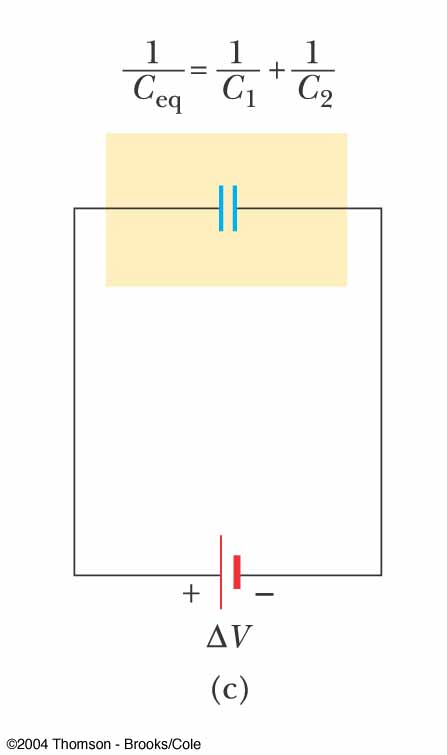 1/C_eq = 1/C_1 + 1/C_2
+ −
ΔV
(c)
©2004 Thomson - Brooks/Cole